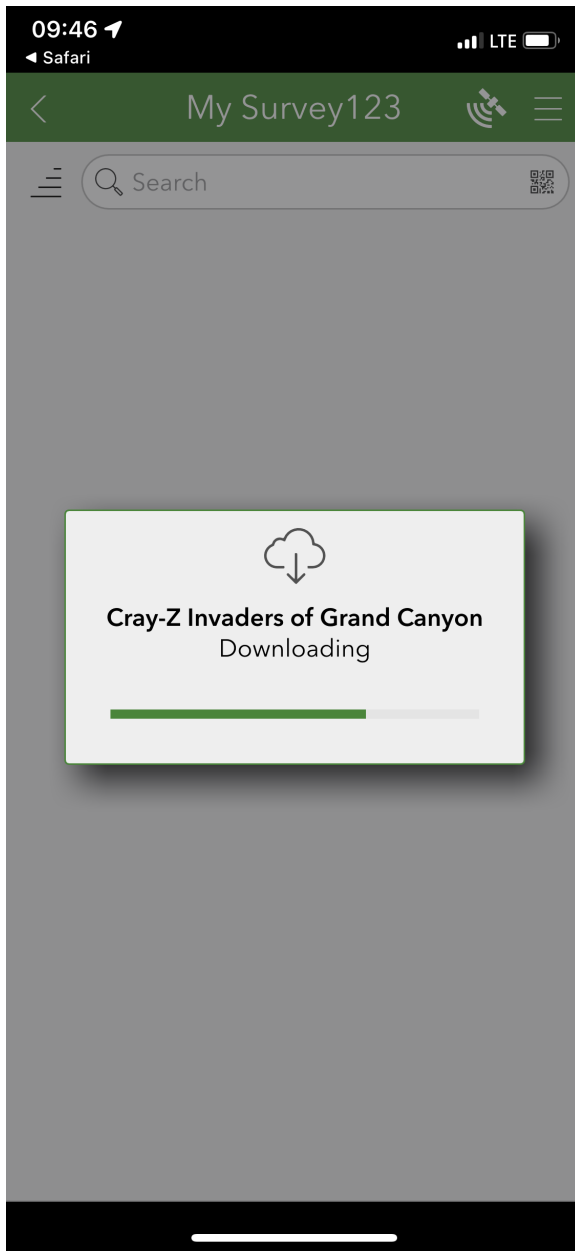 09:46
LTE
◀ Safari
My Survey123
Search
Cray-Z Invaders of Grand Canyon
Downloading